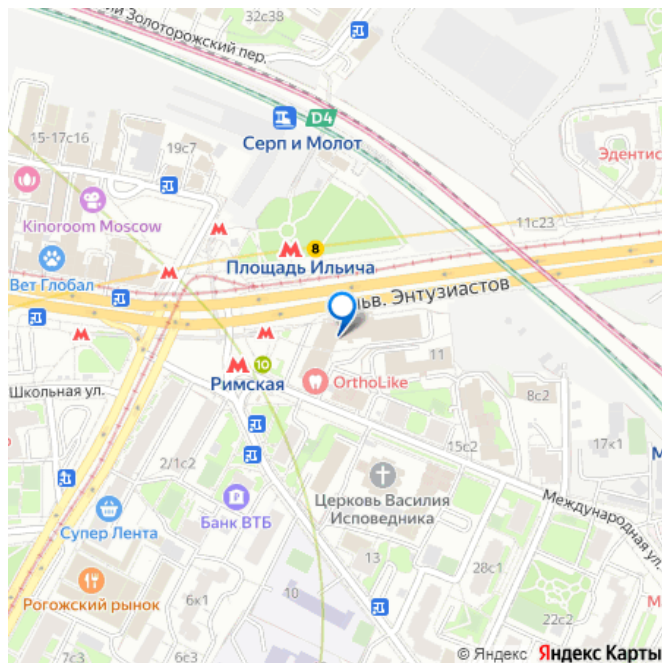 32с38
ий Золоторожский пер.
D4
Серп и Молот
15-17с16
19с7
Эдентис
Kinoroom Moscow
11с23
М
М
8
Площадь Ильича
Вет Глобал
М
ьв. Энтузиастов
М
М
М
10
Римская
11
OrthoLike
Школьная ул.
8с2
15с2
17к1
М
2/1с2
Церковь Василия
Исповедника
Банк ВТБ
Супер Лента
Международная ул.
13
28с1
Рогожский рынок
6к1
10
М
22с2
7с3
6с3
© Яндекс Яндекс Карты